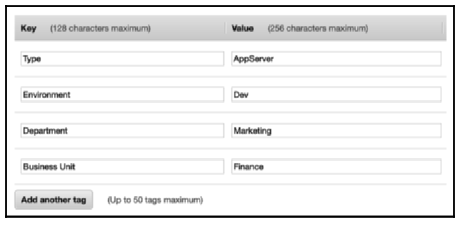 Key (128 characters maximum) Value (256 characters maximum)
Type AppServer
Environment Dev
Department Marketing
Business Unit Finance
Add another tag (Up to 50 tags maximum)